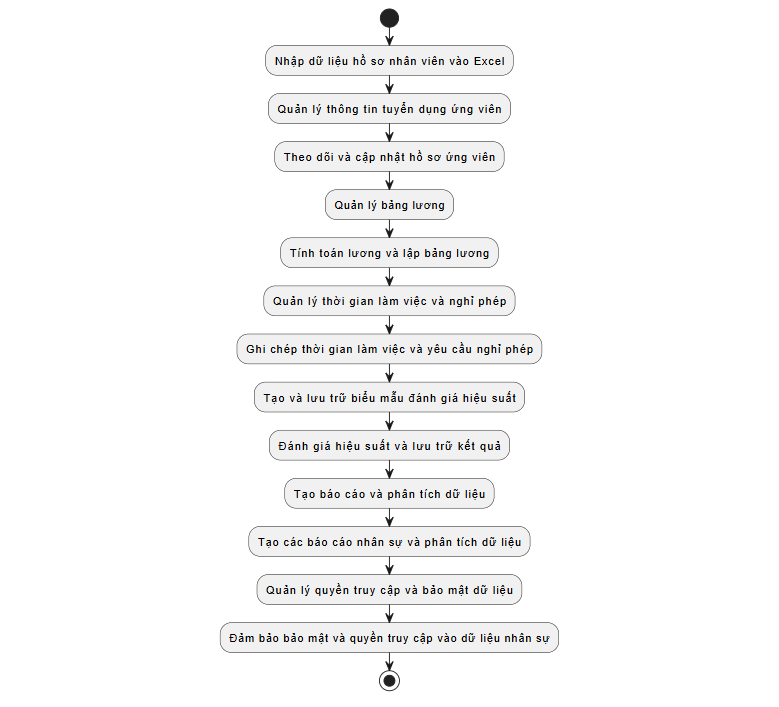 Nhập dữ liệu hồ sơ nhân viên vào Excel
Quản lý thông tin tuyển dụng ứng viên
Theo dõi và cập nhật hồ sơ ứng viên
Quản lý bảng lương
Tính toán lương và lập bảng lương
Quản lý thời gian làm việc và nghỉ phép
Ghi chép thời gian làm việc và yêu cầu nghỉ phép
Tạo và lưu trữ biểu mẫu đánh giá hiệu suất
Đánh giá hiệu suất và lưu trữ kết quả
Tạo báo cáo và phân tích dữ liệu
Tạo các báo cáo nhân sự và phân tích dữ liệu
Quản lý quyền truy cập và bảo mật dữ liệu
Đảm bảo bảo mật và quyền truy cập vào dữ liệu nhân sự